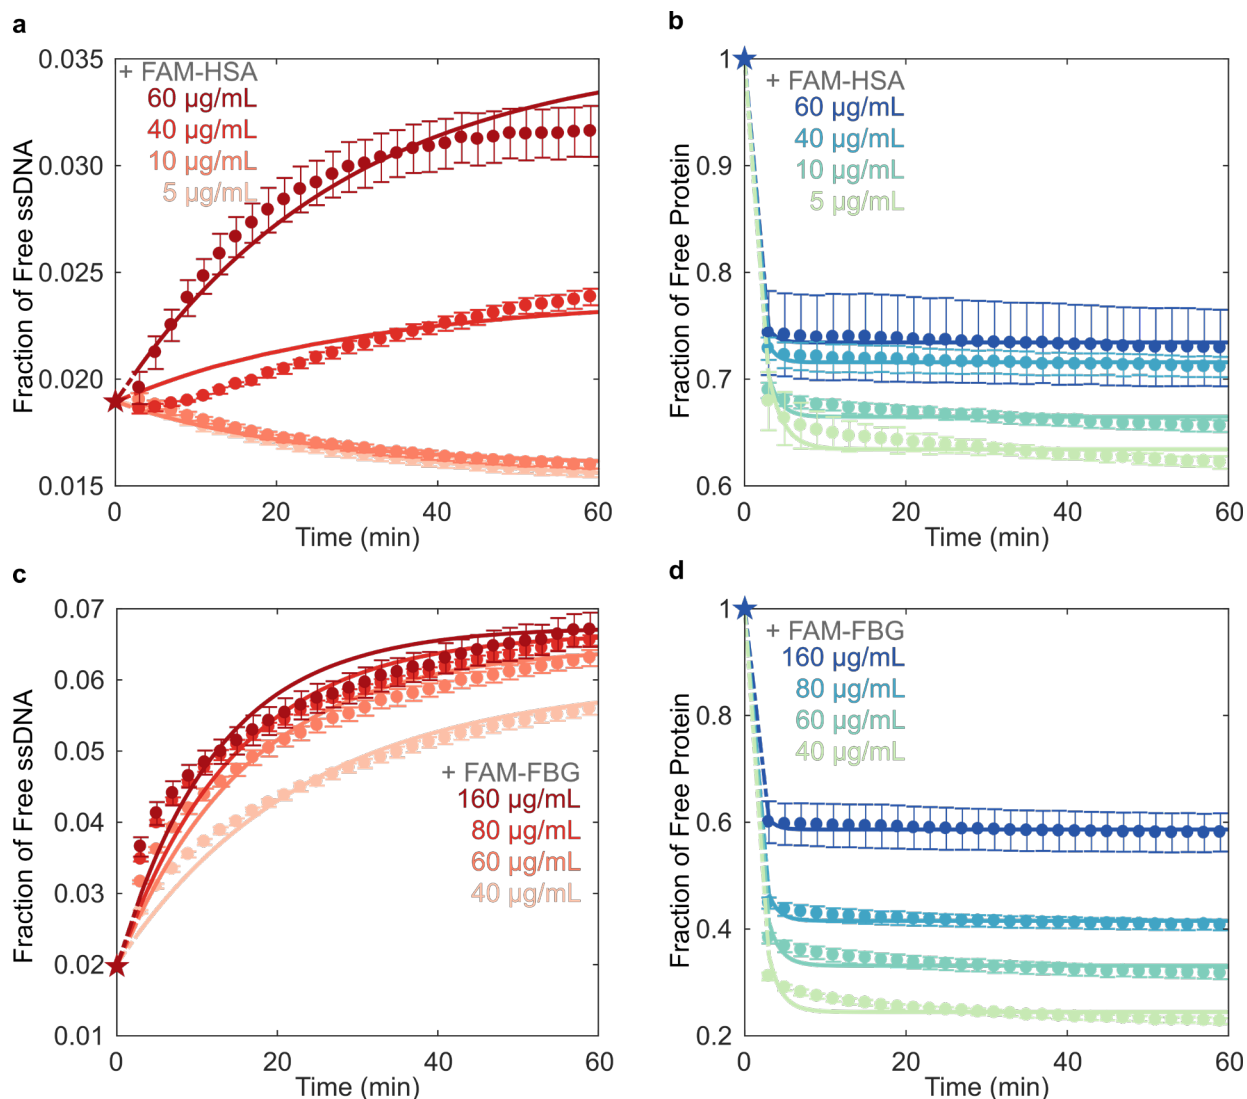 a
0.035
0.030
0.025
0.020
0.015
Fraction of Free ssDNA
+ FAM-HSA
60 µg/mL
40 µg/mL
10 µg/mL
5 µg/mL
0
20
40
60
Time (min)
b
1
0.9
0.8
0.7
0.6
Fraction of Free Protein
+ FAM-HSA
60 µg/mL
40 µg/mL
10 µg/mL
5 µg/mL
0
20
40
60
Time (min)
c
0.07
0.06
0.05
0.04
0.03
0.02
0.01
Fraction of Free ssDNA
+ FAM-FBG
160 µg/mL
80 µg/mL
60 µg/mL
40 µg/mL
0
20
40
60
Time (min)
d
1
0.8
0.6
0.4
0.2
Fraction of Free Protein
+ FAM-FBG
160 µg/mL
80 µg/mL
60 µg/mL
40 µg/mL
0
20
40
60
Time (min)